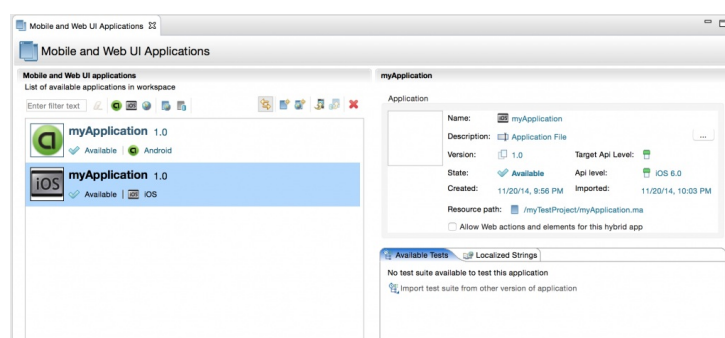 Mobile and Web UI Applications
Mobile and Web UI Applications
Mobile and Web UI applications
List of available applications in workspace
Enter filter text
iOS
myApplication 1.0
Available | Android
iOS
myApplication 1.0
Available | iOS iOS
myApplication
Application
Name: iOS myApplication
Description: Application File
...
Version: 1.0 Target Api Level:
State: Available Api level: iOS 6.0
Created: 11/20/14, 9:56 PM Imported: 11/20/14, 10:03 PM
Resource path: /myTestProject/myApplication.ma
Allow Web actions and elements for this hybrid app
Available Tests Localized Strings
No test suite available to test this application
Import test suite from other version of application